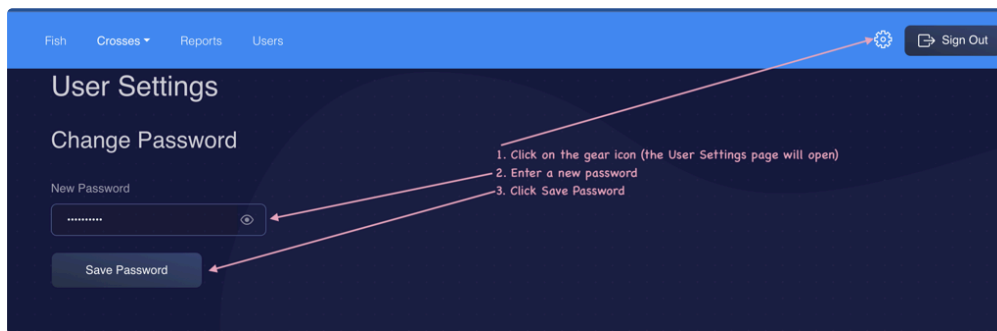 Fish Crosses Reports Users Sign Out
User Settings
Change Password
1. Click on the gear icon (the User Settings page will open)
2. Enter a new password
3. Click Save Password
New Password
Save Password